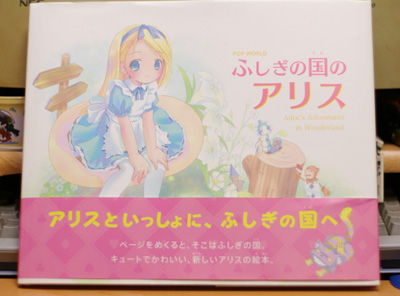 POP WORLD
ふしぎの国の
アリス
Alice's Adventures
in Wonderland
アリスといっしょに、ふしぎの国へ
ページをめくると、そこはふしぎの国。
キュートでかわいい、新しいアリスの絵本。